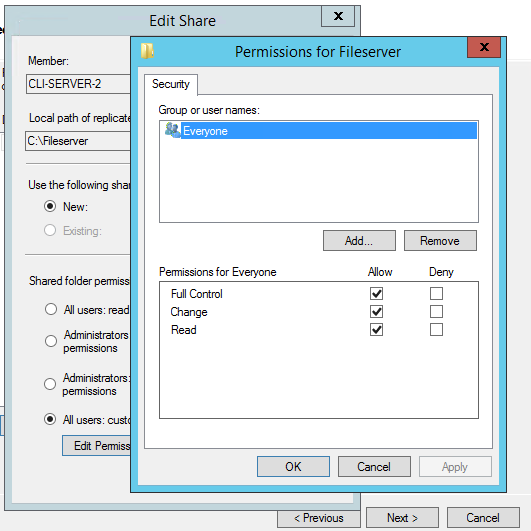 Edit Share
x
Member:
CLI-SERVER-2
Local path of replicate
C:\Fileserver
Use the following shar
New:
Existing:
Shared folder permiss
All users: read
Administrators:
permissions
Administrators:
permissions
All users: custo
Edit Permiss
Permissions for Fileserver
x
Security
Group or user names:
Everyone
Add...
Remove
Permissions for Everyone
Allow
Deny
Full Control
Change
Read
OK
Cancel
Apply
< Previous
Next >
Cancel